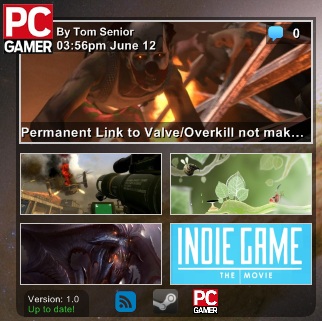 PC
GAMER
By Tom Senior
03:56pm June 12
0
Permanent Link to Valve/Overkill not mak...
INDIE GAME
THE MOVIE
Version: 1.0
Up to date!
PC
GAMER